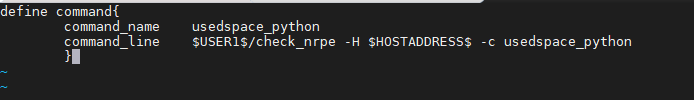 define command{
        command_name    usedspace_python
        command_line    $USER1$/check_nrpe -H $HOSTADDRESS$ -c usedspace_python
        }
~
~